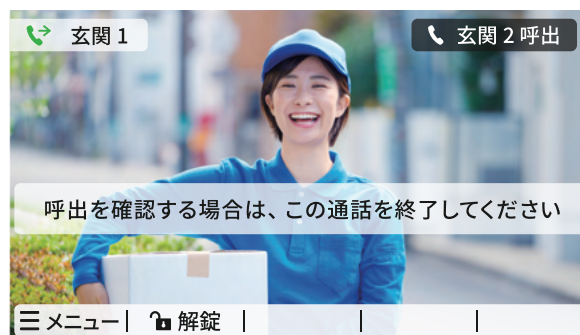 玄関 1
玄関 2 呼出
呼出を確認する場合は、この通話を終了してください
メニュー
解錠